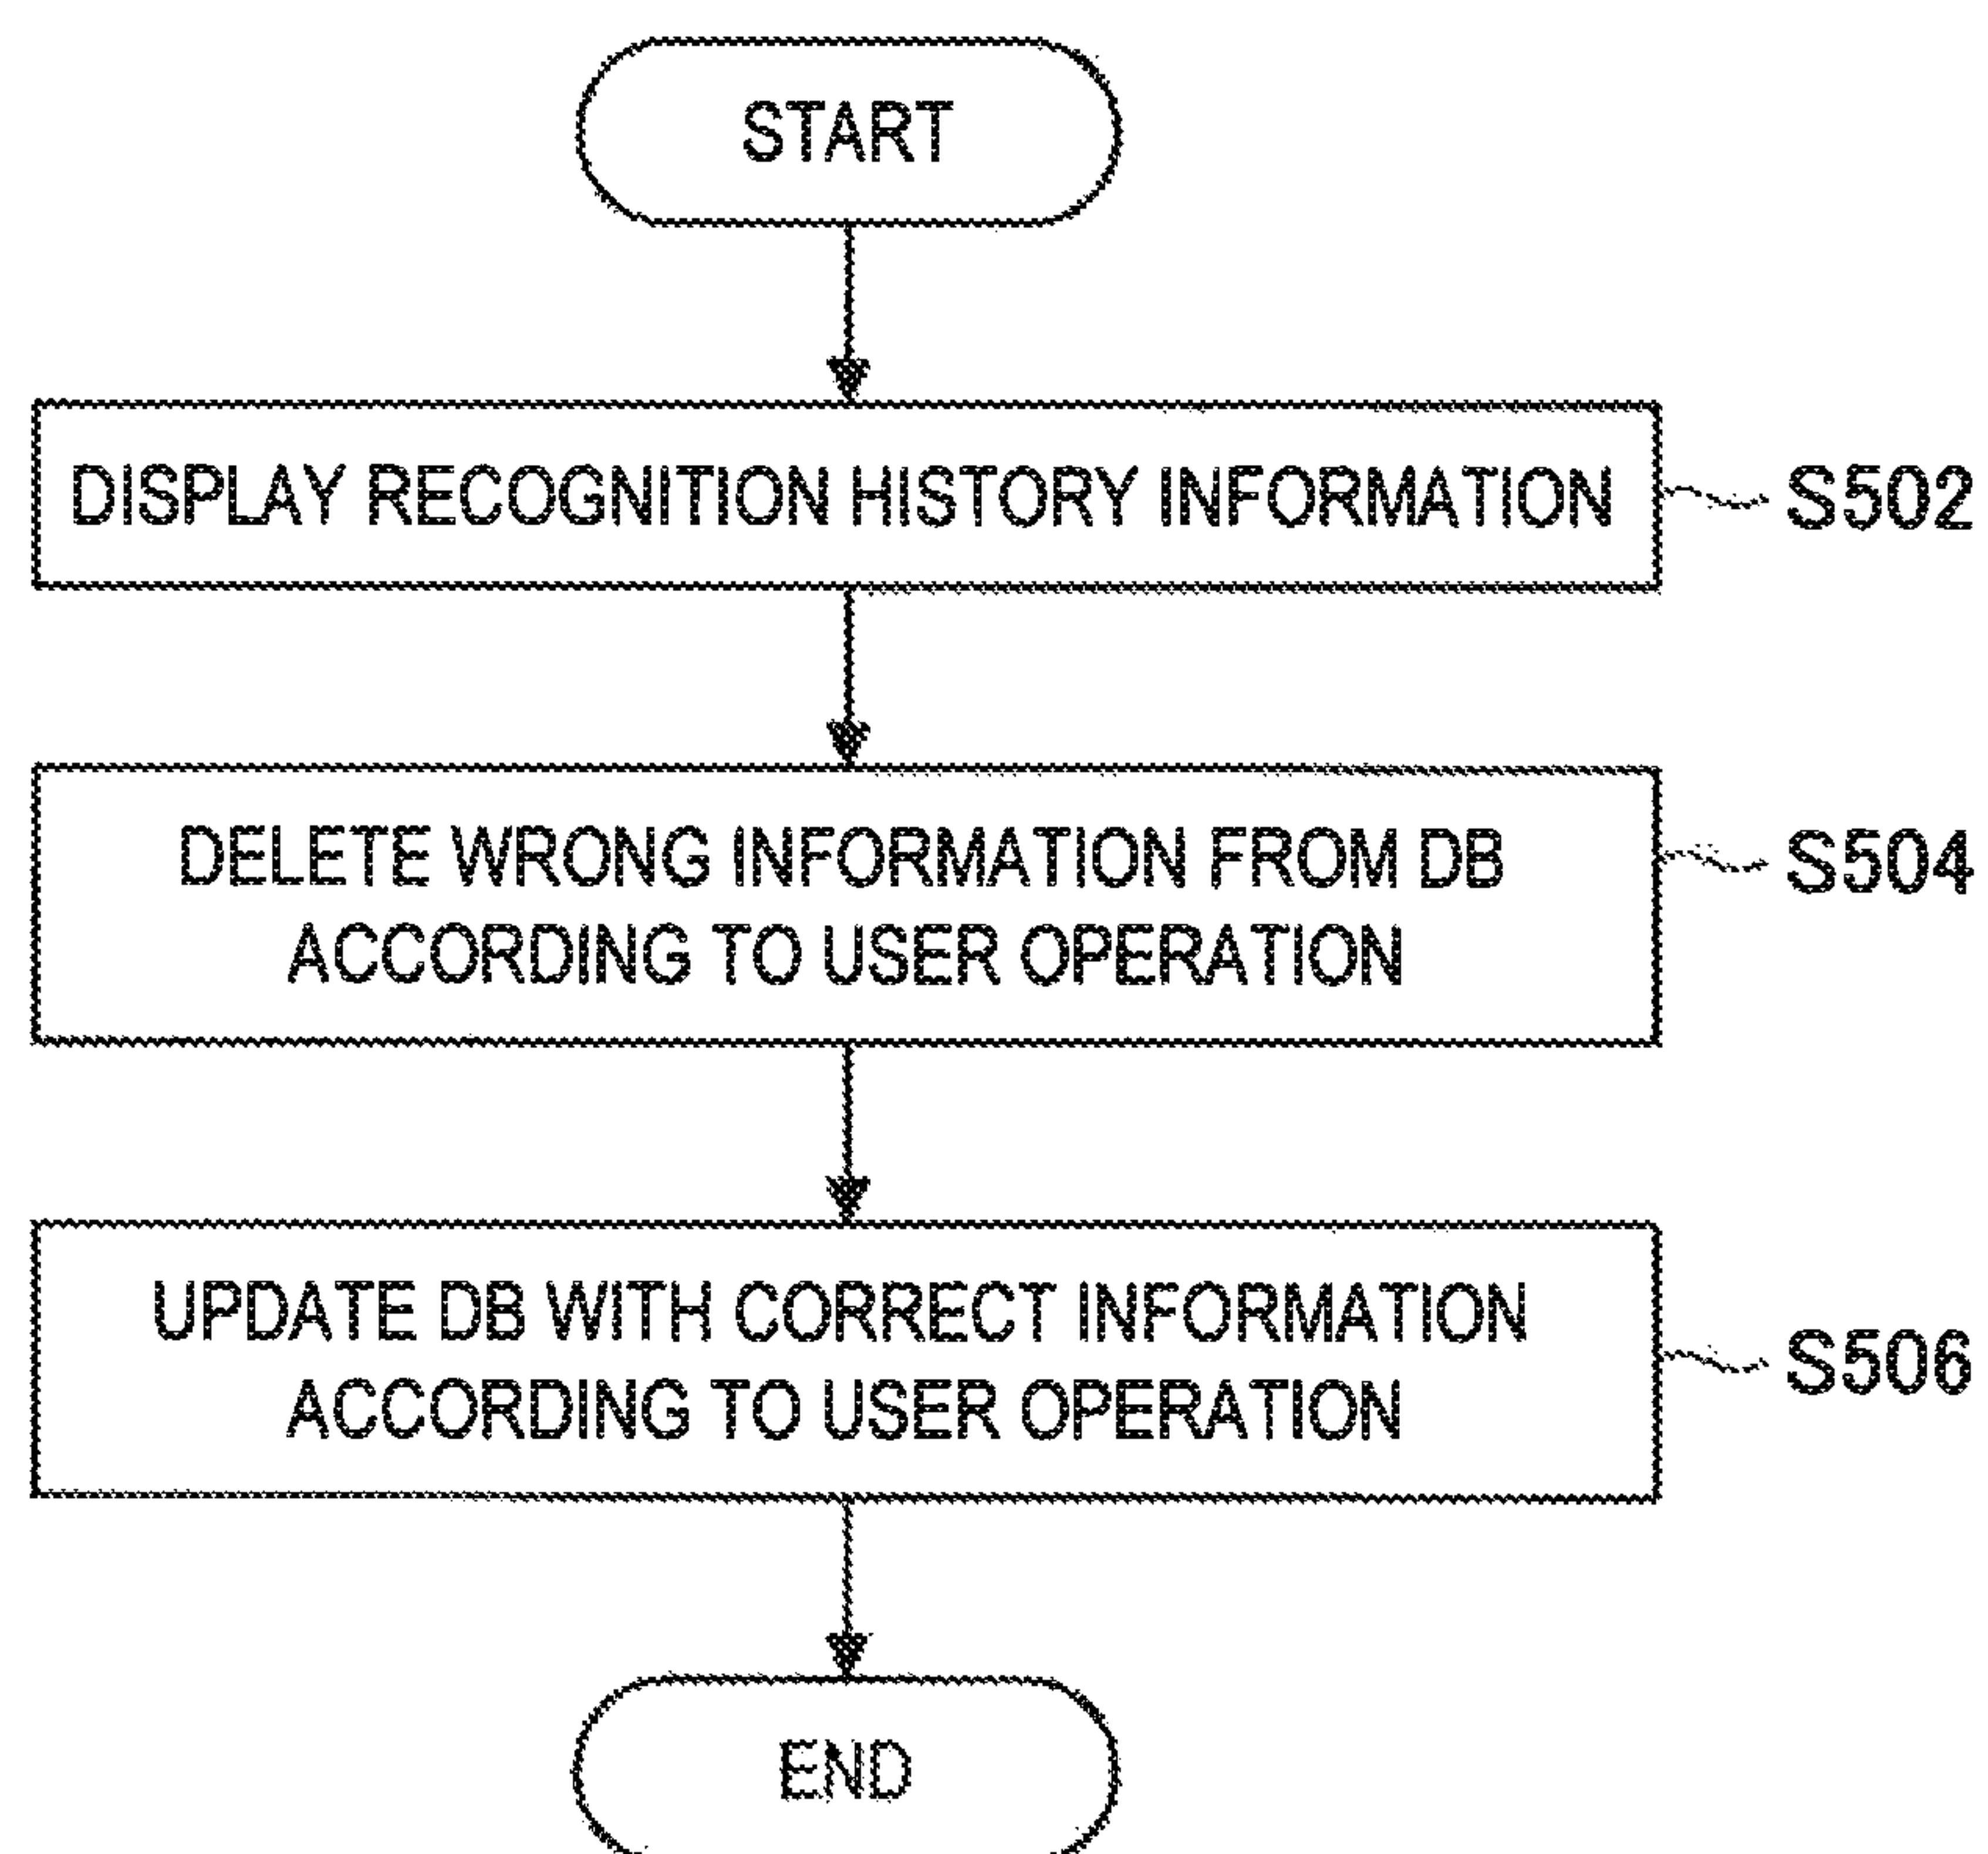 START
DISPLAY RECOGNITION HISTORY INFORMATION
S502
DELETE WRONG INFORMATION FROM DB
ACCORDING TO USER OPERATION
S504
UPDATE DB WITH CORRECT INFORMATION
ACCORDING TO USER OPERATION
S506
END